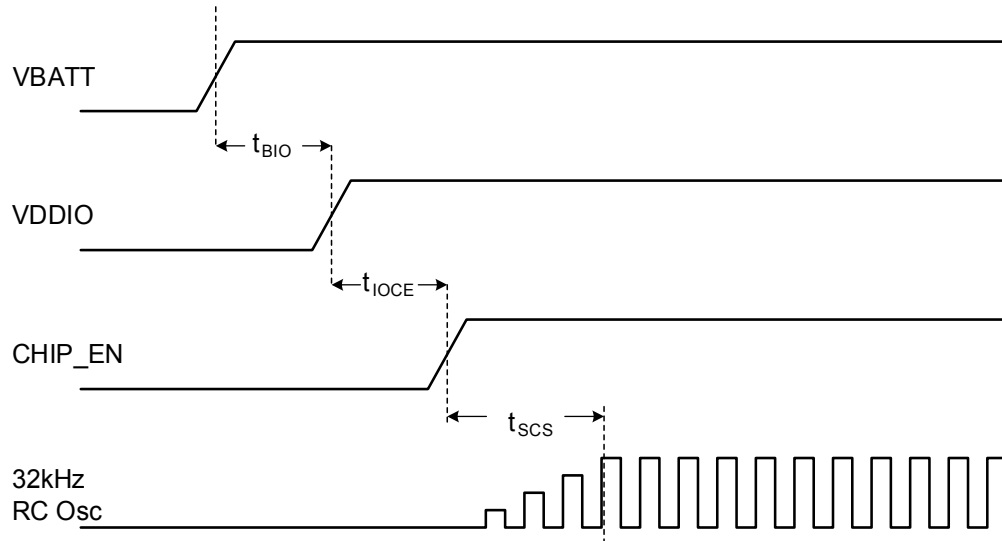 VBATT
tBIO
VDDIO
tIOCE
CHIP_EN
tSCS
32kHz
RC Osc